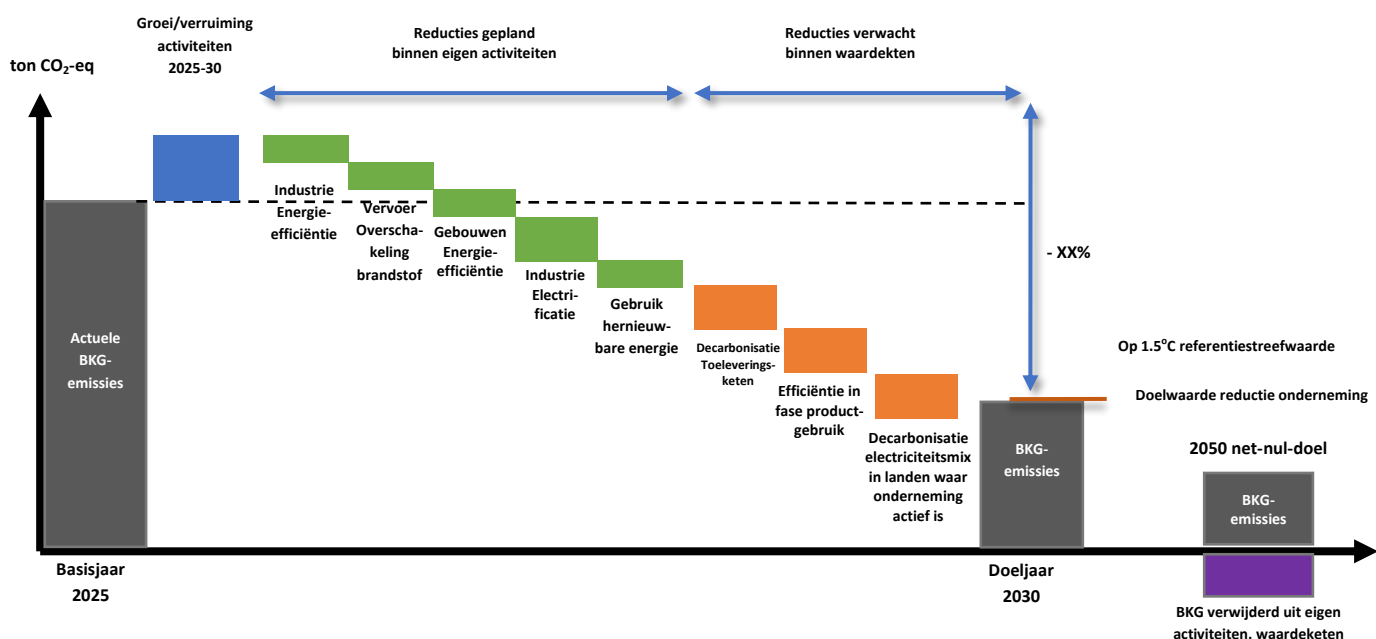 Groei/verruiming
activiteiten
2025-30
Reducties gepland
binnen eigen activiteiten
Reducties verwacht
binnen waardekten
ton CO₂-eq
Industrie
Energie-
efficiëntie
Vervoer
Overscha-
keling
brandstof
Gebouwen
Energie-
efficiëntie
Industrie
Electri-
ficatie
Gebruik
hernieuw-
bare energie
Decarbonisatie
Toeleverings-
keten
Efficiëntie in
fase product-
gebruik
Decarbonisatie
electriciteitsmix
in landen waar
onderneming
actief is
- XX%
Op 1.5°C referentiestreefwaarde
Doelwaarde reductie onderneming
Actuele
BKG-
emissies
BKG-
emissies
2050 net-nul-doel
BKG-
emissies
Basisjaar
2025
Doeljaar
2030
BKG verwijderd uit eigen
activiteiten, waardeketen